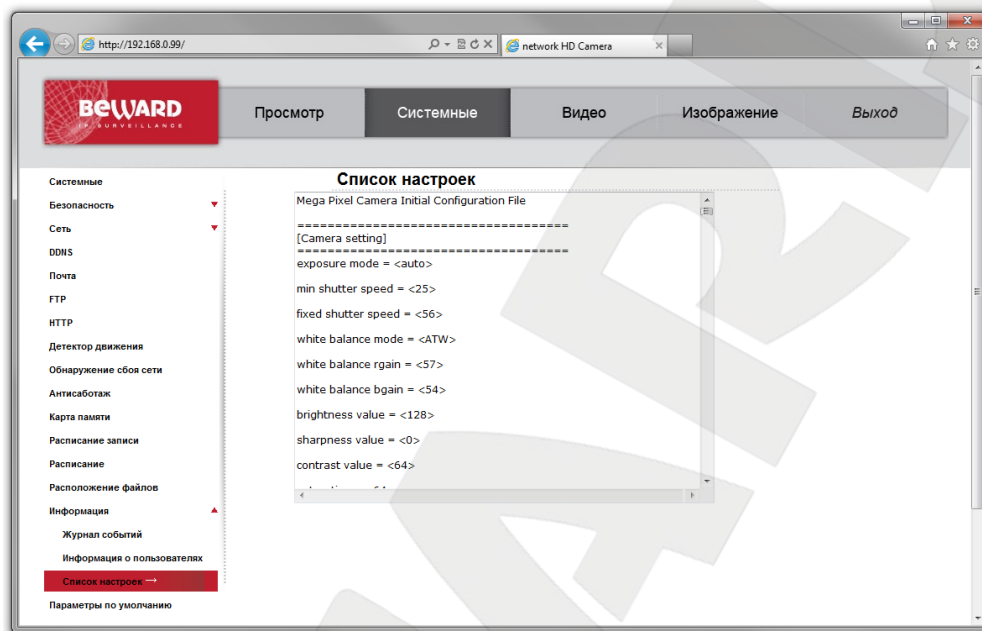 http://192.168.0.99/
network HD Camera
BEWARD
IP SURVEILLANCE
Просмотр
Системные
Видео
Изображение
Выход
Системные
Безопасность
Сеть
DDNS
Почта
FTP
HTTP
Детектор движения
Обнаружение сбоя сети
Антисаботаж
Карта памяти
Расписание записи
Расписание
Расположение файлов
Информация
Журнал событий
Информация о пользователях
Список настроек →
Параметры по умолчанию
Список настроек
Mega Pixel Camera Initial Configuration File
====================================
[Camera setting]
====================================
exposure mode = <auto>
min shutter speed = <25>
fixed shutter speed = <56>
white balance mode = <ATW>
white balance rgain = <57>
white balance bgain = <54>
brightness value = <128>
sharpness value = <0>
contrast value = <64>